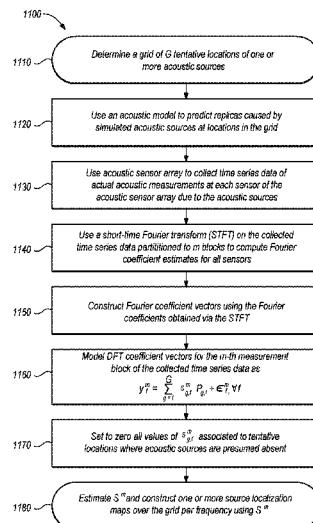 1100
1110
Determine a grid of G tentative locations of one or
more acoustic sources
1120
Use an acoustic model to predict replicas caused by
simulated acoustic sources at locations in the grid
1130
Use acoustic sensor array to collect time series data of
actual acoustic measurements at each sensor of the
acoustic sensor array due to the acoustic sources
1140
Use a short-time Fourier transform (STFT) on the collected
time series data partitioned to m blocks to compute Fourier
coefficient estimates for all sensors
1150
Construct Fourier coefficient vectors using the Fourier
coefficients obtained via the STFT
1160
Model DFT coefficient vectors for the m-th measurement
block of the collected time series data as
y_f^m = ∑_{g=1}^G s_{g,f}^m p_{g,f} + ϵ_f^m, ∀f
1170
Set to zero all values of s_{g,f}^m associated to tentative
locations where acoustic sources are presumed absent
1180
Estimate S^m and construct one or more source localization
maps over the grid per frequency using S^m